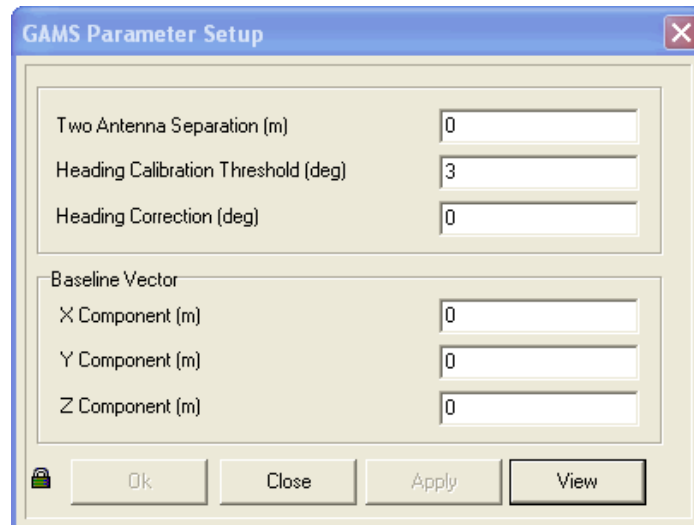 GAMS Parameter Setup
Two Antenna Separation (m) 0
Heading Calibration Threshold (deg) 3
Heading Correction (deg) 0
Baseline Vector
X Component (m) 0
Y Component (m) 0
Z Component (m) 0
Ok Close Apply View